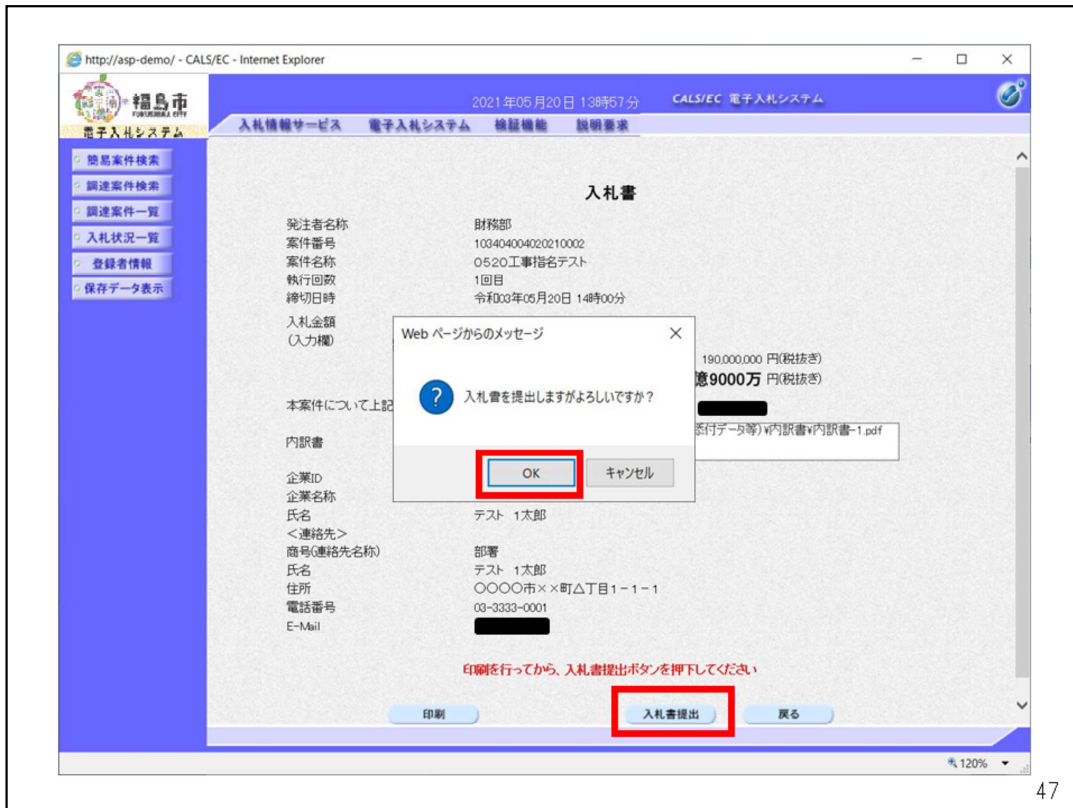 http://asp-demo/ - CALS/EC - Internet Explorer
福島市
FUKUSHIMA CITY
電子入札システム
2021年05月20日 13時57分
CALS/EC 電子入札システム
入札情報サービス 電子入札システム 検証機能 説明要求
簡易案件検索
調達案件検索
調達案件一覧
入札状況一覧
登録者情報
保存データ表示
入札書
発注者名称 財務部
案件番号 103404004020210002
案件名称 0520工事指名テスト
執行回数 1回目
締切日時 令和03年05月20日 14時00分
入札金額
(入力欄)
190,000,000 円(税抜き)
億9000万 円(税抜き)
本案件について上記
内訳書
添付データ等)¥内訳書¥内訳書-1.pdf
Web ページからのメッセージ
入札書を提出しますがよろしいですか?
OK キャンセル
企業ID
企業名称
氏名 テスト 1太郎
<連絡先>
商号(連絡先名称) 部署
氏名 テスト 1太郎
住所 〇〇〇〇市××町△丁目1-1-1
電話番号 03-3333-0001
E-Mail
印刷を行ってから、入札書提出ボタンを押下してください
印刷 入札書提出 戻る
120%
47